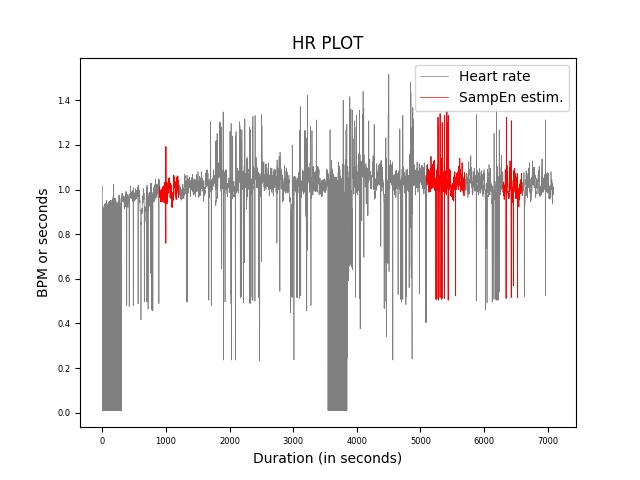 HR PLOT
Heart rate
SampEn estim.
BPM or seconds
1.4
1.2
1.0
0.8
0.6
0.4
0.2
0.0
0 1000 2000 3000 4000 5000 6000 7000
Duration (in seconds)